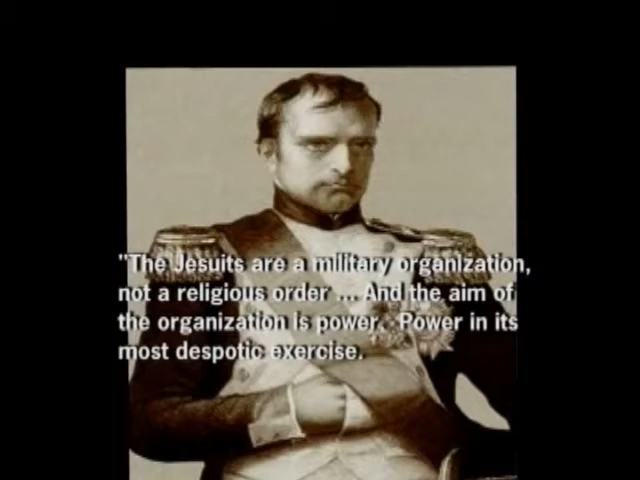 "The Jesuits are a military organization,
not a religious order ... And the aim of
the organization is power. Power in its
most despotic exercise.